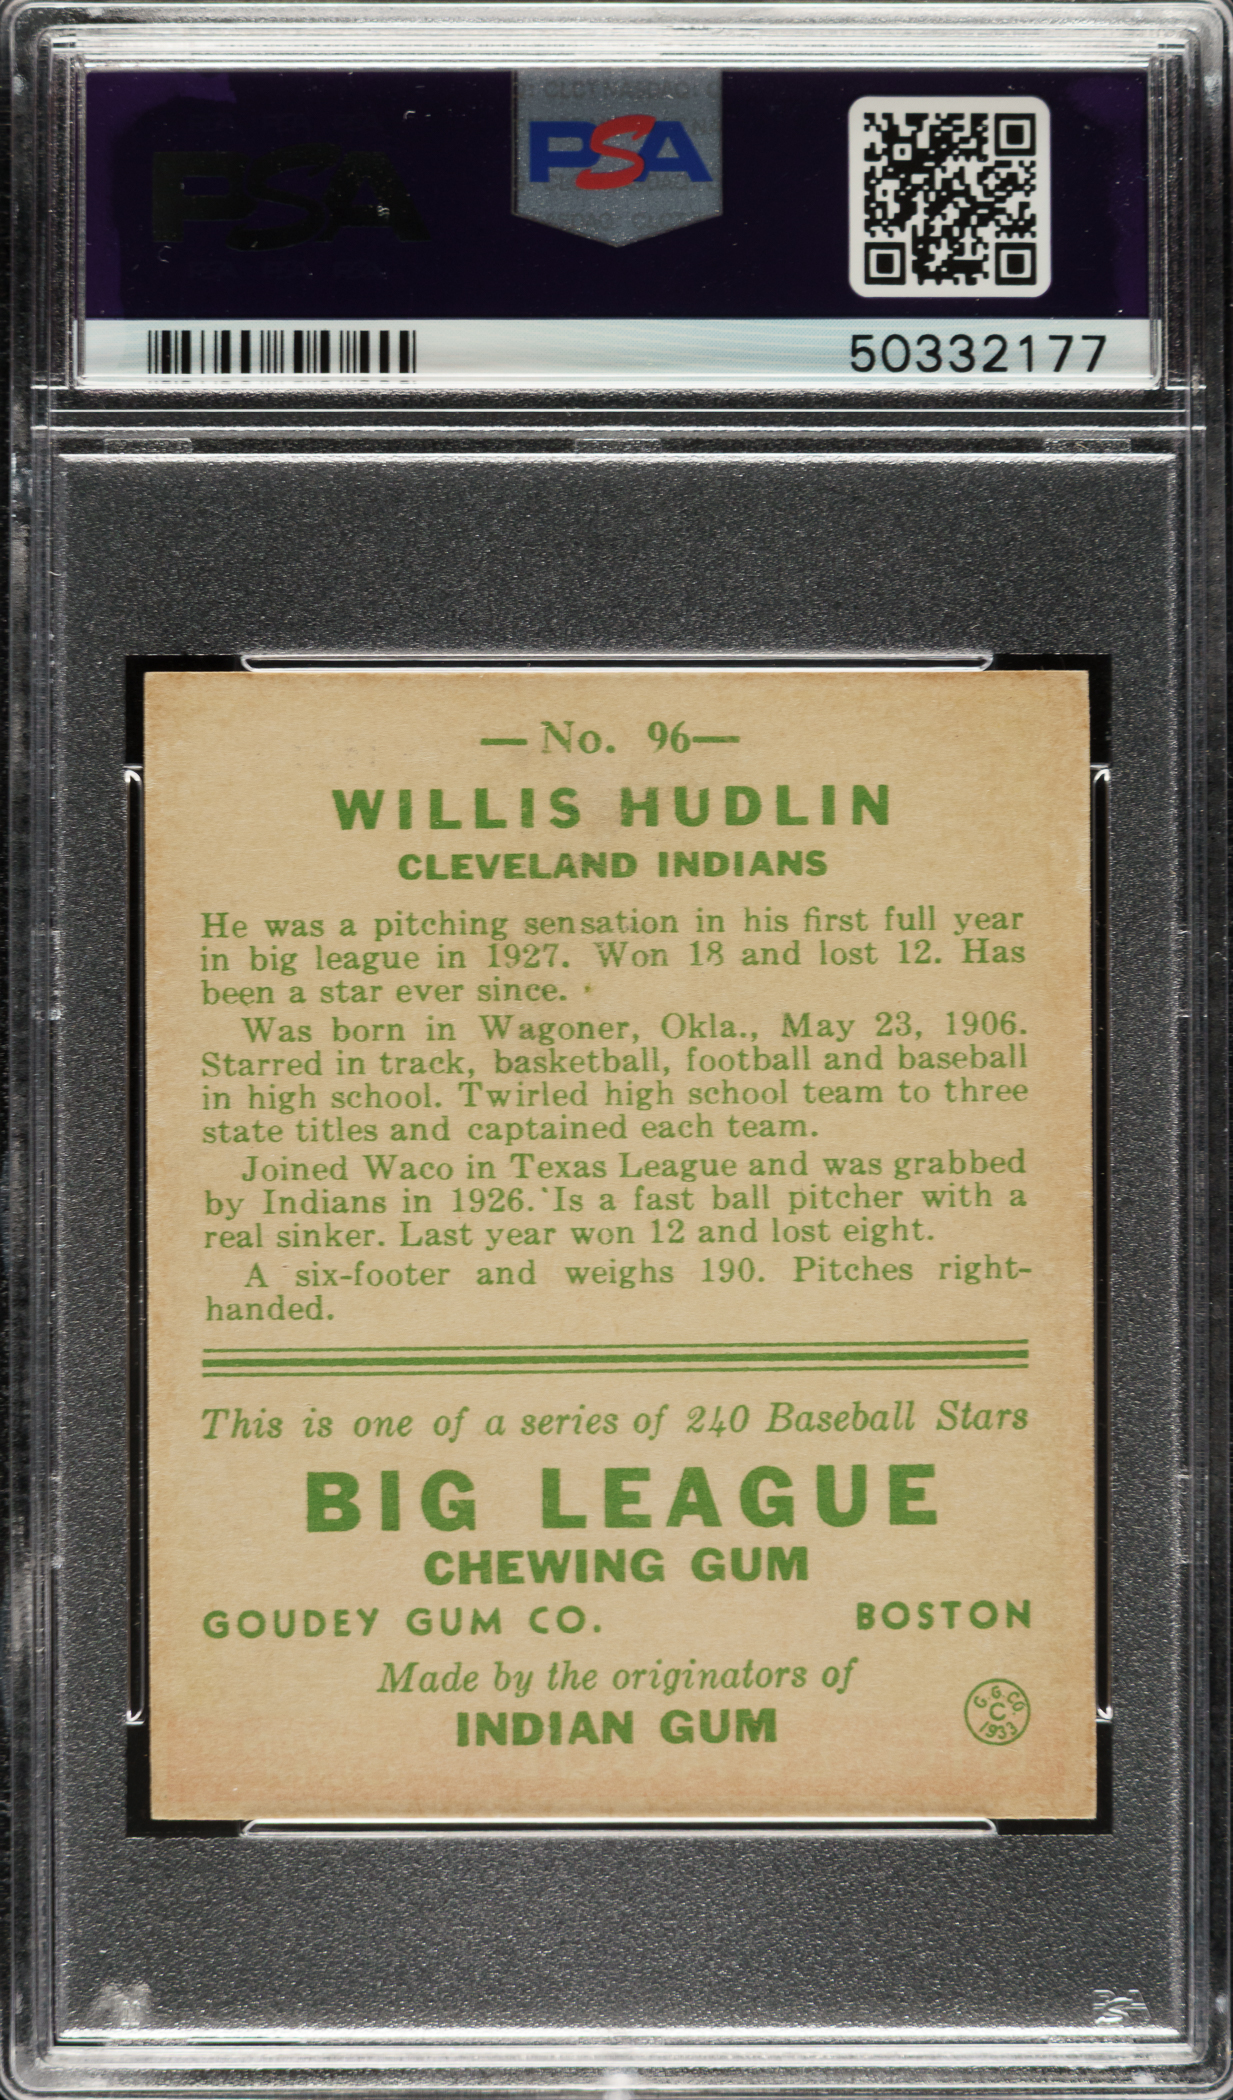 PSA
PSA
50332177
—No. 96—
WILLIS HUDLIN
CLEVELAND INDIANS
He was a pitching sensation in his first full year
in big league in 1927. Won 18 and lost 12. Has
been a star ever since.
Was born in Wagoner, Okla., May 23, 1906.
Starred in track, basketball, football and baseball
in high school. Twirled high school team to three
state titles and captained each team.
Joined Waco in Texas League and was grabbed
by Indians in 1926. Is a fast ball pitcher with a
real sinker. Last year won 12 and lost eight.
A six-footer and weighs 190. Pitches right-
handed.
This is one of a series of 240 Baseball Stars
BIG LEAGUE
CHEWING GUM
GOUDEY GUM CO. BOSTON
Made by the originators of
INDIAN GUM
G.G.CO.
C
1933
PSA